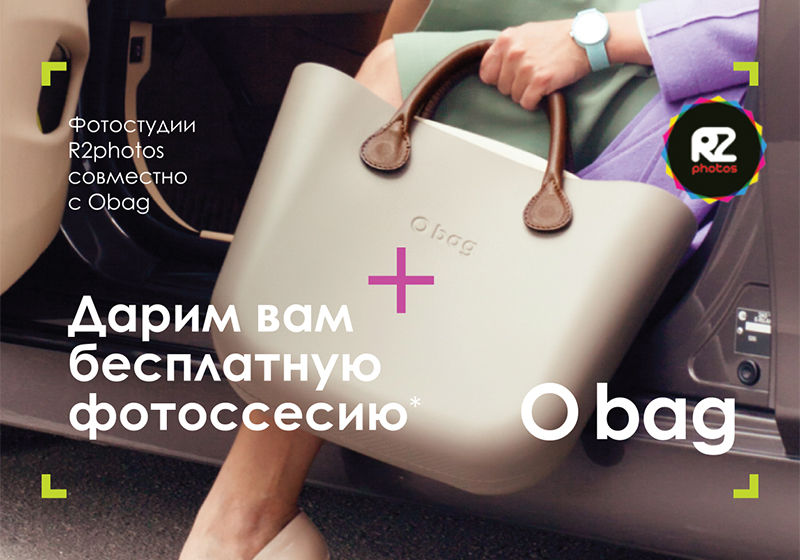 Фотостудии
R2photos
совместно
с Obag
R2
photos
O bag
Дарим вам
бесплатную
фотоссесию*
O bag